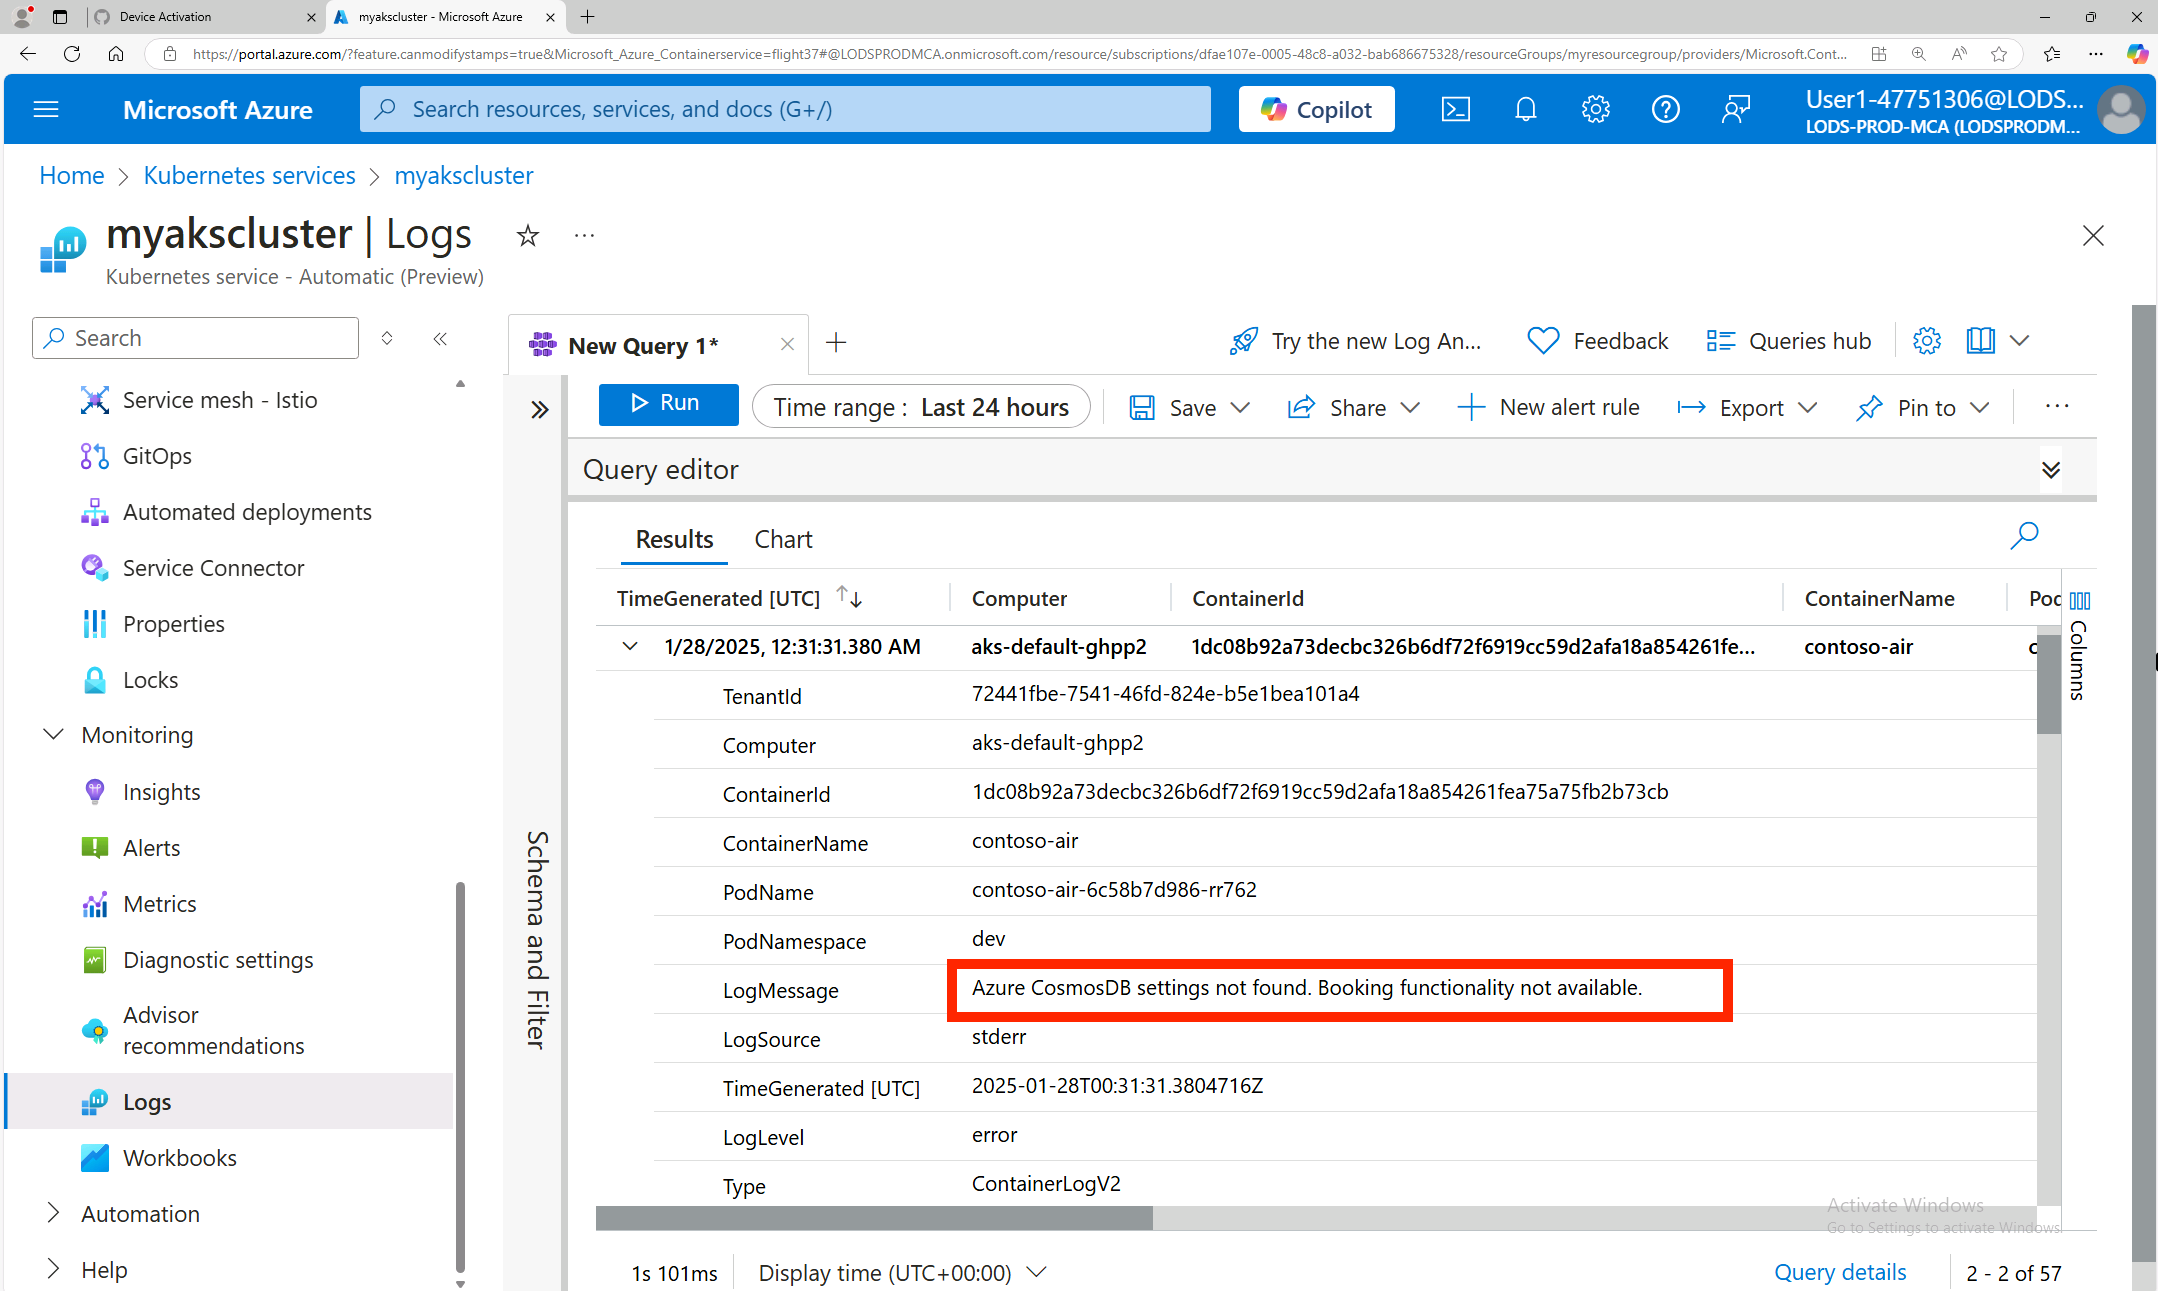 Device Activation
myakscluster - Microsoft Azure
https://portal.azure.com/?feature.canmodifystamps=true&Microsoft_Azure_Containerservice=flight37#@LODSPRODMCA.onmicrosoft.com/resource/subscriptions/dfae107e-0005-48c8-a032-bab686675328/resourceGroups/myresourcegroup/providers/Microsoft.Cont...
Microsoft Azure
Search resources, services, and docs (G+/)
Copilot
User1-47751306@LODS...
LODS-PROD-MCA (LODSPRODM...
Home > Kubernetes services > myakscluster
myakscluster | Logs
Kubernetes service - Automatic (Preview)
Search
Service mesh - Istio
GitOps
Automated deployments
Service Connector
Properties
Locks
Monitoring
Insights
Alerts
Metrics
Diagnostic settings
Advisor
recommendations
Logs
Workbooks
Automation
Help
New Query 1*
Try the new Log An...
Feedback
Queries hub
Run
Time range : Last 24 hours
Save
Share
New alert rule
Export
Pin to
Schema and Filter
Query editor
Results
Chart
TimeGenerated [UTC] Computer ContainerId ContainerName Poc
Columns
1/28/2025, 12:31:31.380 AM aks-default-ghpp2 1dc08b92a73decbc326b6df72f6919cc59d2afa18a854261fe... contoso-air c
TenantId 72441fbe-7541-46fd-824e-b5e1bea101a4
Computer aks-default-ghpp2
ContainerId 1dc08b92a73decbc326b6df72f6919cc59d2afa18a854261fea75a75fb2b73cb
ContainerName contoso-air
PodName contoso-air-6c58b7d986-rr762
PodNamespace dev
LogMessage Azure CosmosDB settings not found. Booking functionality not available.
LogSource stderr
TimeGenerated [UTC] 2025-01-28T00:31:31.3804716Z
LogLevel error
Type ContainerLogV2
Activate Windows
Go to Settings to activate Windows.
1s 101ms
Display time (UTC+00:00)
Query details
2 - 2 of 57